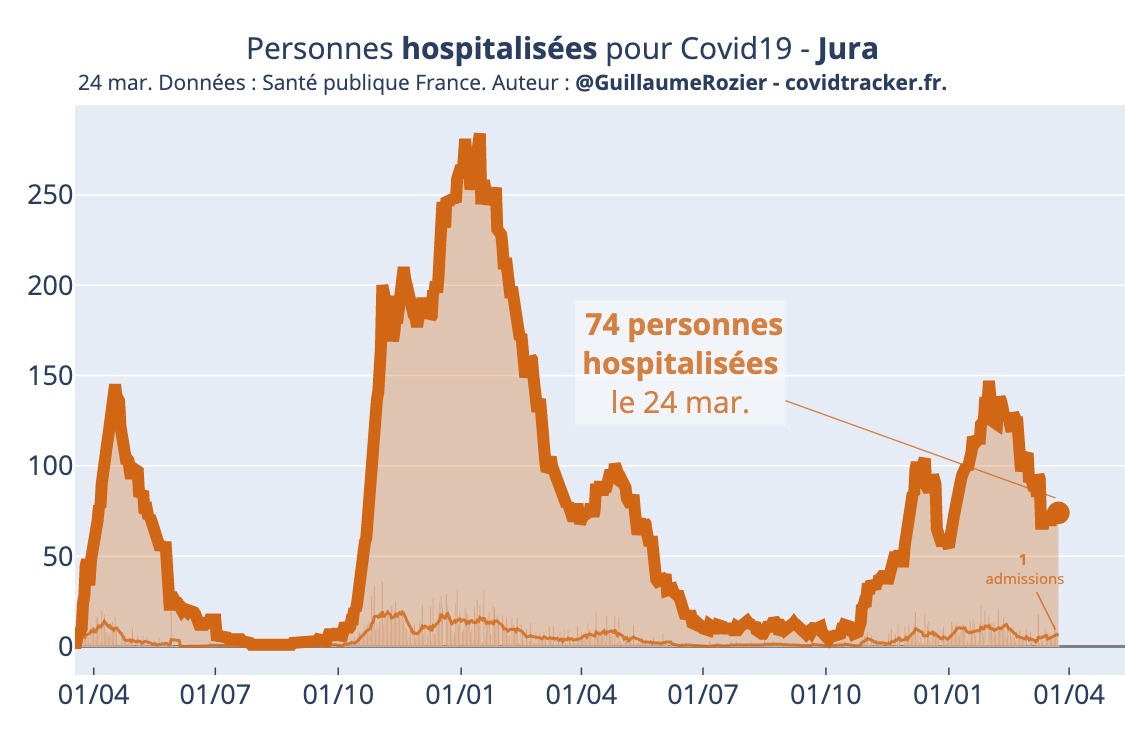 Personnes hospitalisées pour Covid19 - Jura
24 mar. Données : Santé publique France. Auteur : @GuillaumeRozier - covidtracker.fr.
250
200
150
100
50
0
74 personnes
hospitalisées
le 24 mar.
1
admissions
01/04 01/07 01/10 01/01 01/04 01/07 01/10 01/01 01/04